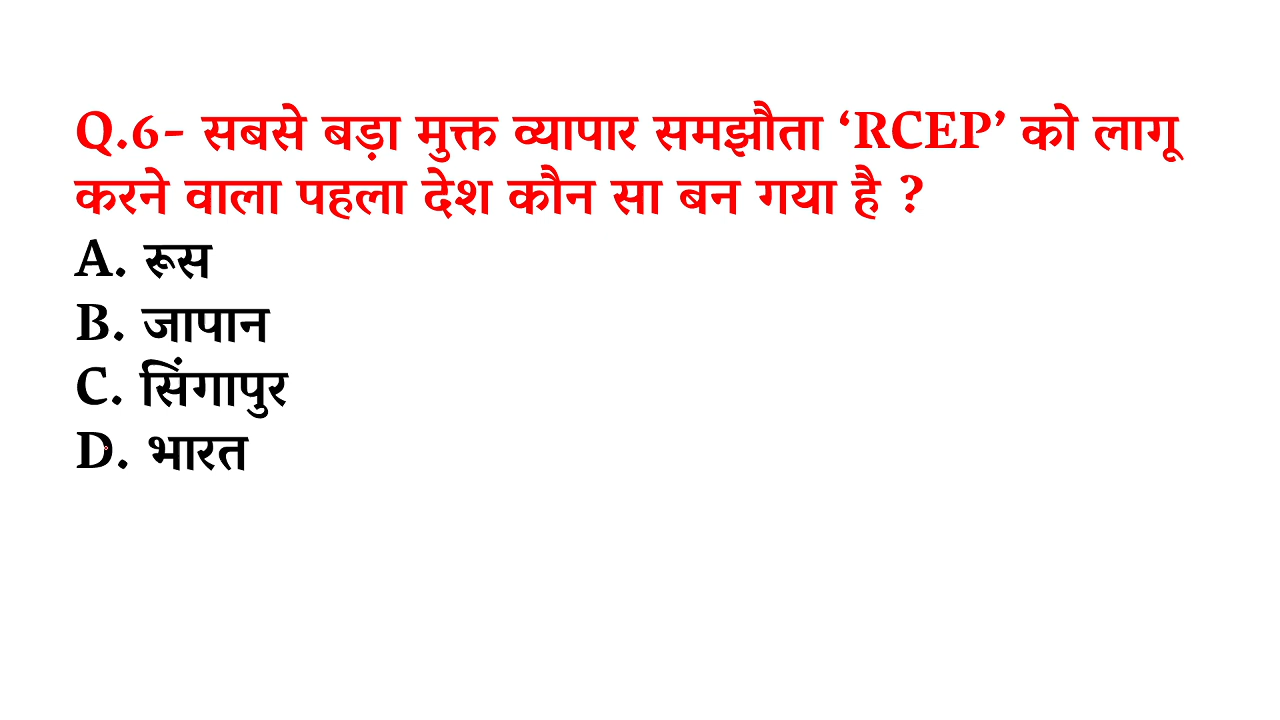 Q.6- सबसे बड़ा मुक्त व्यापार समझौता ‘RCEP’ को लागू
करने वाला पहला देश कौन सा बन गया है ?
A. रूस
B. जापान
C. सिंगापुर
D. भारत